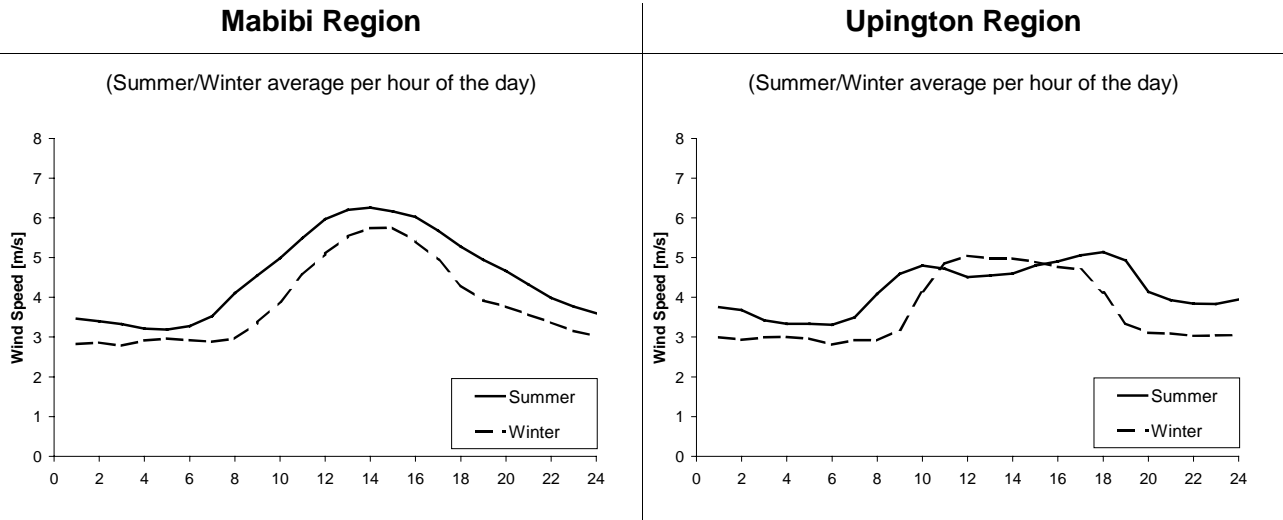 Mabibi Region
(Summer/Winter average per hour of the day)
Wind Speed [m/s]
8
7
6
5
4
3
2
1
0
0 2 4 6 8 10 12 14 16 18 20 22 24
Summer
Winter
Upington Region
(Summer/Winter average per hour of the day)
Wind Speed [m/s]
8
7
6
5
4
3
2
1
0
0 2 4 6 8 10 12 14 16 18 20 22 24
Summer
Winter